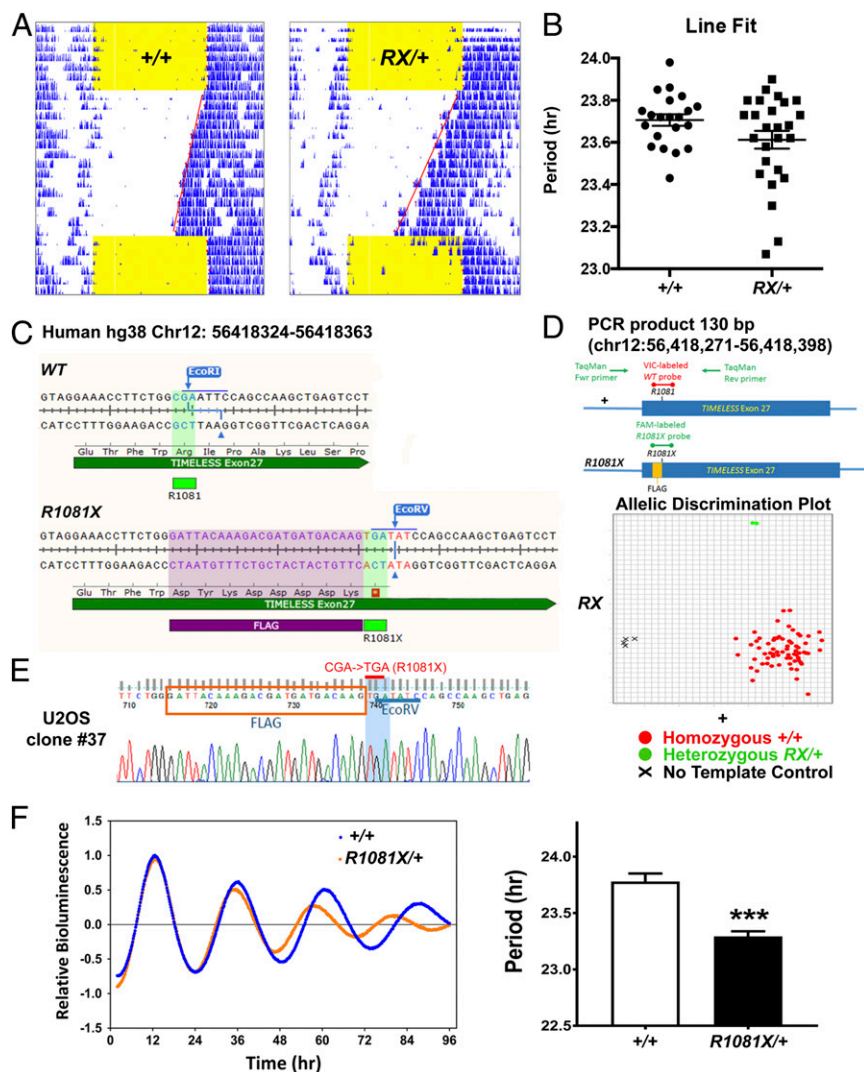 A
+/+
RX/+
B
Line Fit
Period (hr)
24.0
23.8
23.6
23.4
23.2
23.0
+/+
RX/+
C
Human hg38 Chr12: 56418324-56418363
WT
EcoRI
GTAGGAAACCTTCTGGCGAATTCCAGCCAAGCTGAGTCCT
CATCCTTTGGAAGACCGCTTAAGGTCGGTTCGACTCAGGA
Glu Thr Phe Trp Arg Ile Pro Ala Lys Leu Ser Pro
TIMELESS Exon27
R1081
R1081X
EcoRV
GTAGGAAACCTTCTGGGATTACAAAGACGATGATGACAAGTGATATCCAGCCAAGCTGAGTCCT
CATCCTTTGGAAGACCCTAATGTTTCTGCTACTACTGTTCACTATAGGTCGGTTCGACTCAGGA
Glu Thr Phe Trp Asp Tyr Lys Asp Asp Asp Asp Lys *
TIMELESS Exon27
FLAG
R1081X
D
PCR product 130 bp
(chr12:56,418,271-56,418,398)
TaqMan
Fwr primer
VIC-labeled
WT probe
R1081
TaqMan
Rev primer
+
TIMELESS Exon 27
FAM-labeled
R1081X probe
R1081X
R1081X
TIMELESS Exon 27
FLAG
Allelic Discrimination Plot
RX
+
Homozygous +/+
Heterozygous RX/+
No Template Control
E
U2OS
clone #37
CGA->TGA (R1081X)
TTCTGGGATTACAAAGACGATGATGACAAGTGATATCCAGCCAAGCTGAG
710 720 730 740 750
FLAG
EcoRV
F
Relative Bioluminescence
1.5
1.0
0.5
0.0
-0.5
-1.0
-1.5
+/+
R1081X/+
0 12 24 36 48 60 72 84 96
Time (hr)
Period (hr)
24.0
23.5
23.0
22.5
***
+/+
R1081X/+